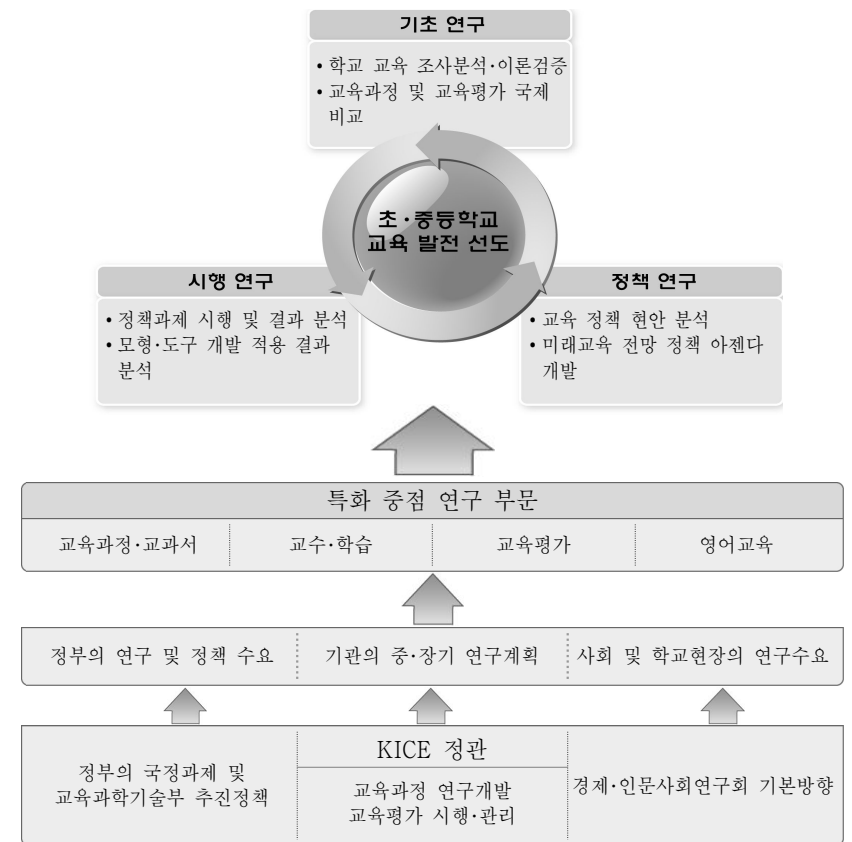 기초 연구
• 학교 교육 조사분석·이론검증
• 교육과정 및 교육평가 국제
비교
초·중등학교
교육 발전 선도
시행 연구
• 정책과제 시행 및 결과 분석
• 모형·도구 개발 적용 결과
분석
정책 연구
• 교육 정책 현안 분석
• 미래교육 전망 정책 아젠다
개발
특화 중점 연구 부문
교육과정·교과서
교수·학습
교육평가
영어교육
정부의 연구 및 정책 수요
기관의 중·장기 연구계획
사회 및 학교현장의 연구수요
정부의 국정과제 및
교육과학기술부 추진정책
KICE 정관
교육과정 연구개발
교육평가 시행·관리
경제·인문사회연구회 기본방향